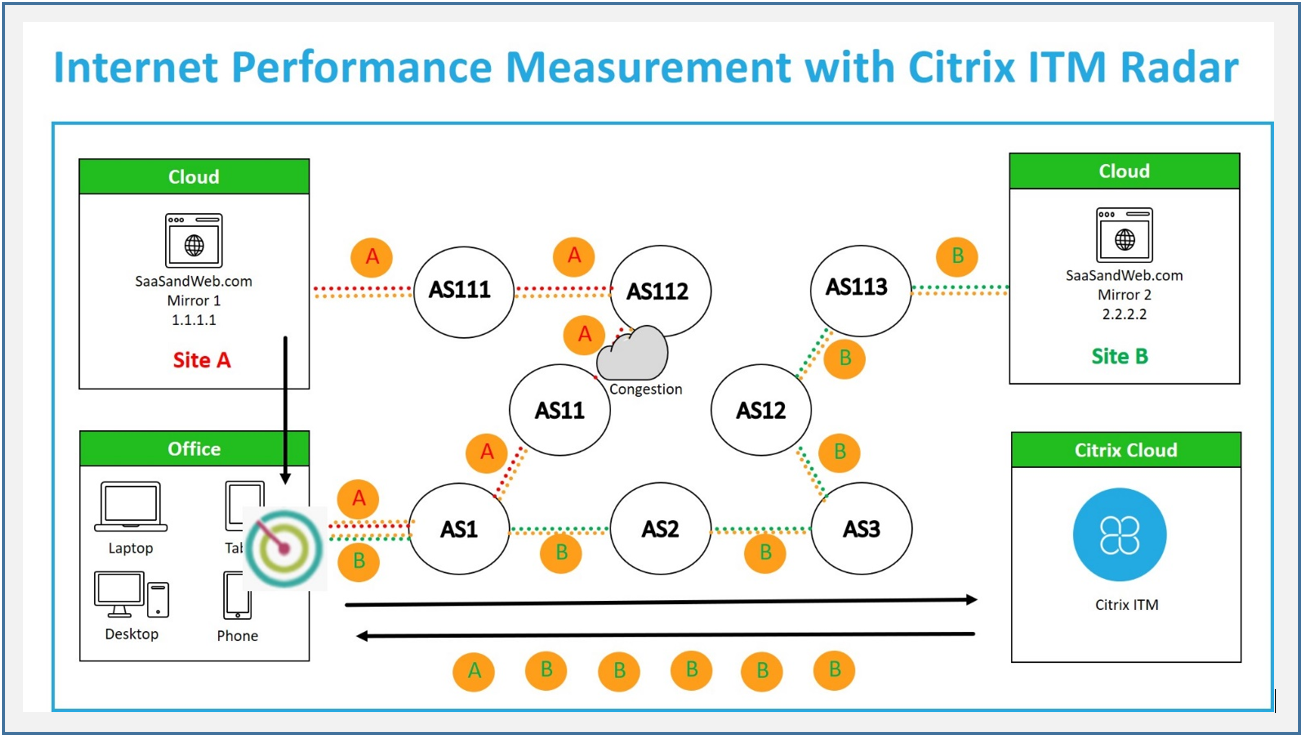 Internet Performance Measurement with Citrix ITM Radar
Cloud
SaaSandWeb.com
Mirror 1
1.1.1.1
Site A
A
AS111
A
AS112
A
Congestion
AS113
B
Cloud
SaaSandWeb.com
Mirror 2
2.2.2.2
Site B
B
AS11
AS12
A
B
Office
Laptop
Tab
Desktop
Phone
A
B
AS1
B
AS2
B
AS3
Citrix Cloud
Citrix ITM
A B B B B B